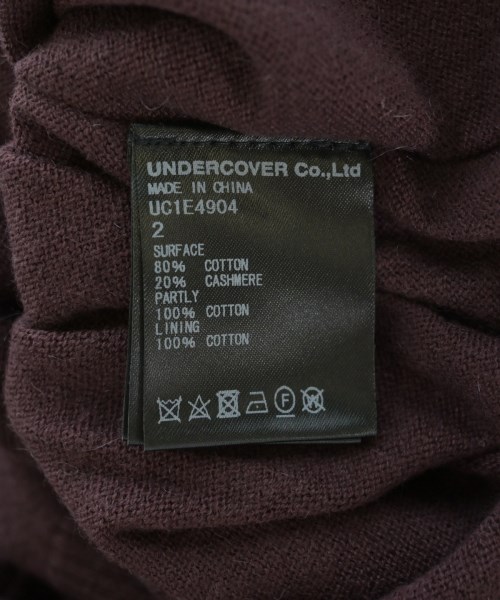 UNDERCOVER Co.,Ltd
MADE IN CHINA
UC1E4904
2
SURFACE
80% COTTON
20% CASHMERE
PARTLY
100% COTTON
LINING
100% COTTON
F
W